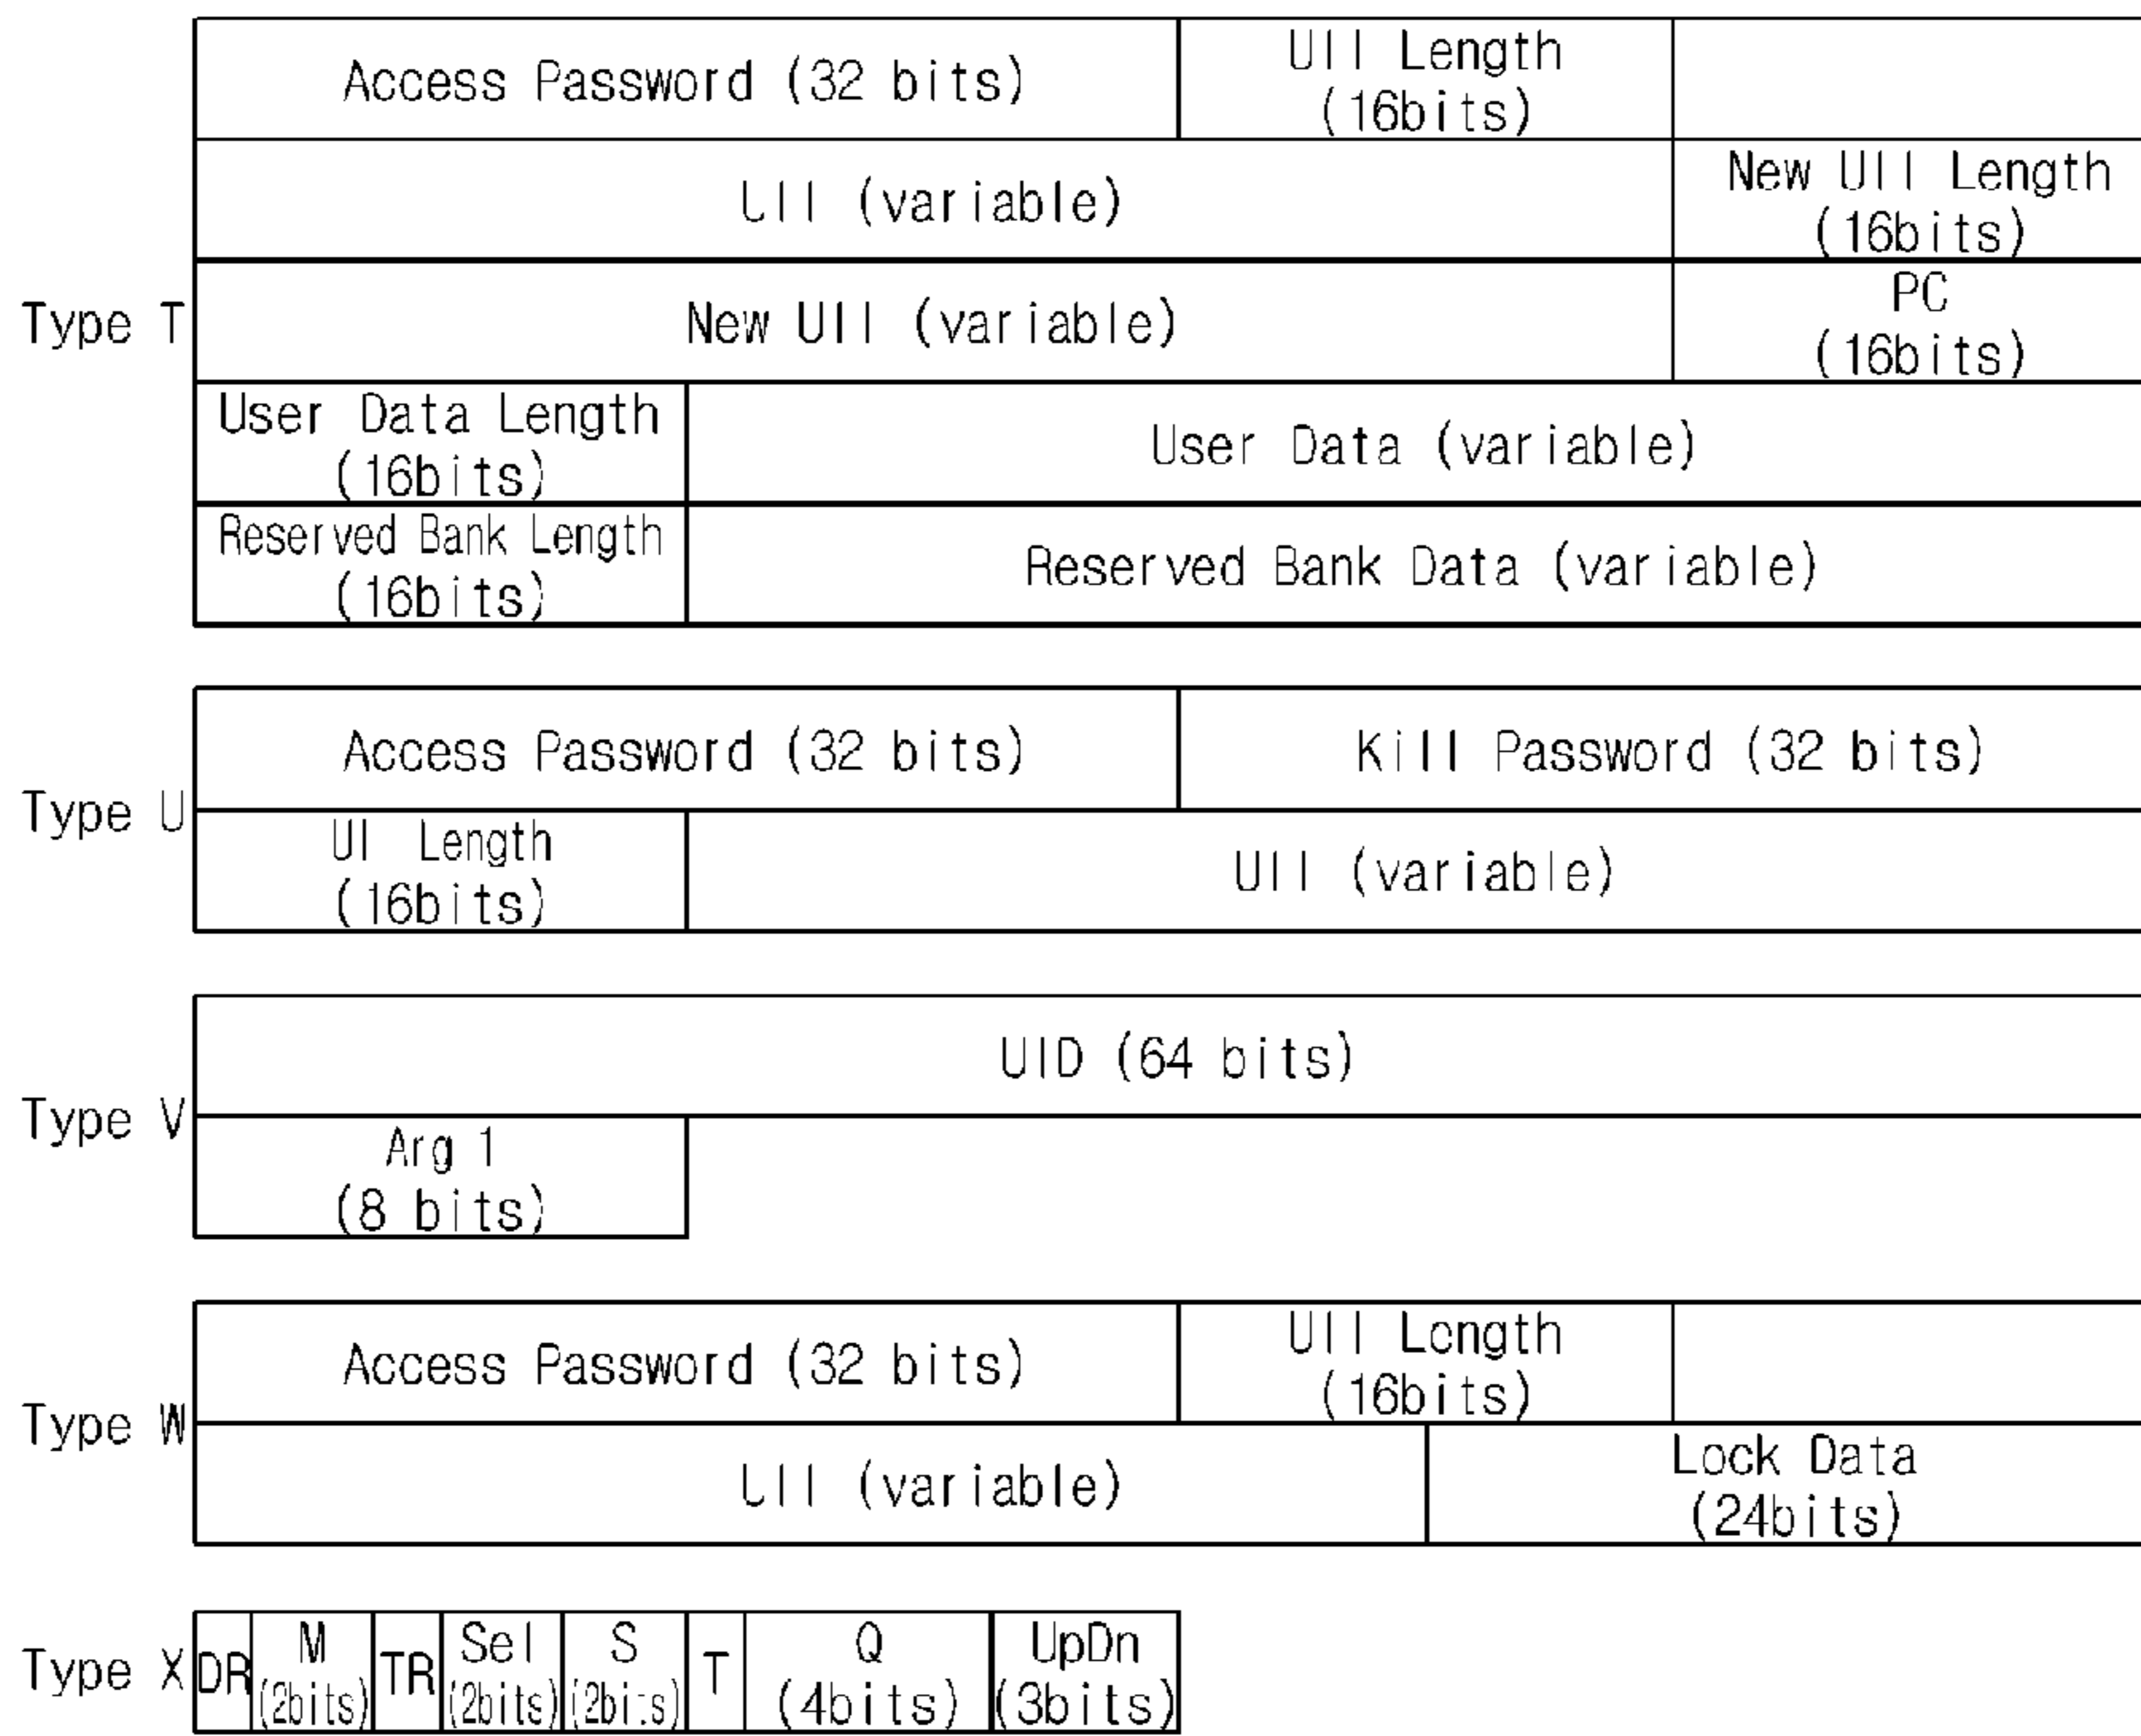 Access Password (32 bits)
UII Length
(16bits)
UII (variable)
New UII Length
(16bits)
Type T
New UII (variable)
PC
(16bits)
User Data Length
(16bits)
User Data (variable)
Reserved Bank Length
(16bits)
Reserved Bank Data (variable)
Type U
Access Password (32 bits)
Kill Password (32 bits)
UI Length
(16bits)
UII (variable)
Type V
UID (64 bits)
Arg 1
(8 bits)
Type W
Access Password (32 bits)
UII Length
(16bits)
UII (variable)
Lock Data
(24bits)
Type X
DR
M
(2bits)
TR
Sel
(2bits)
S
(2bits)
T
Q
(4bits)
UpDn
(3bits)